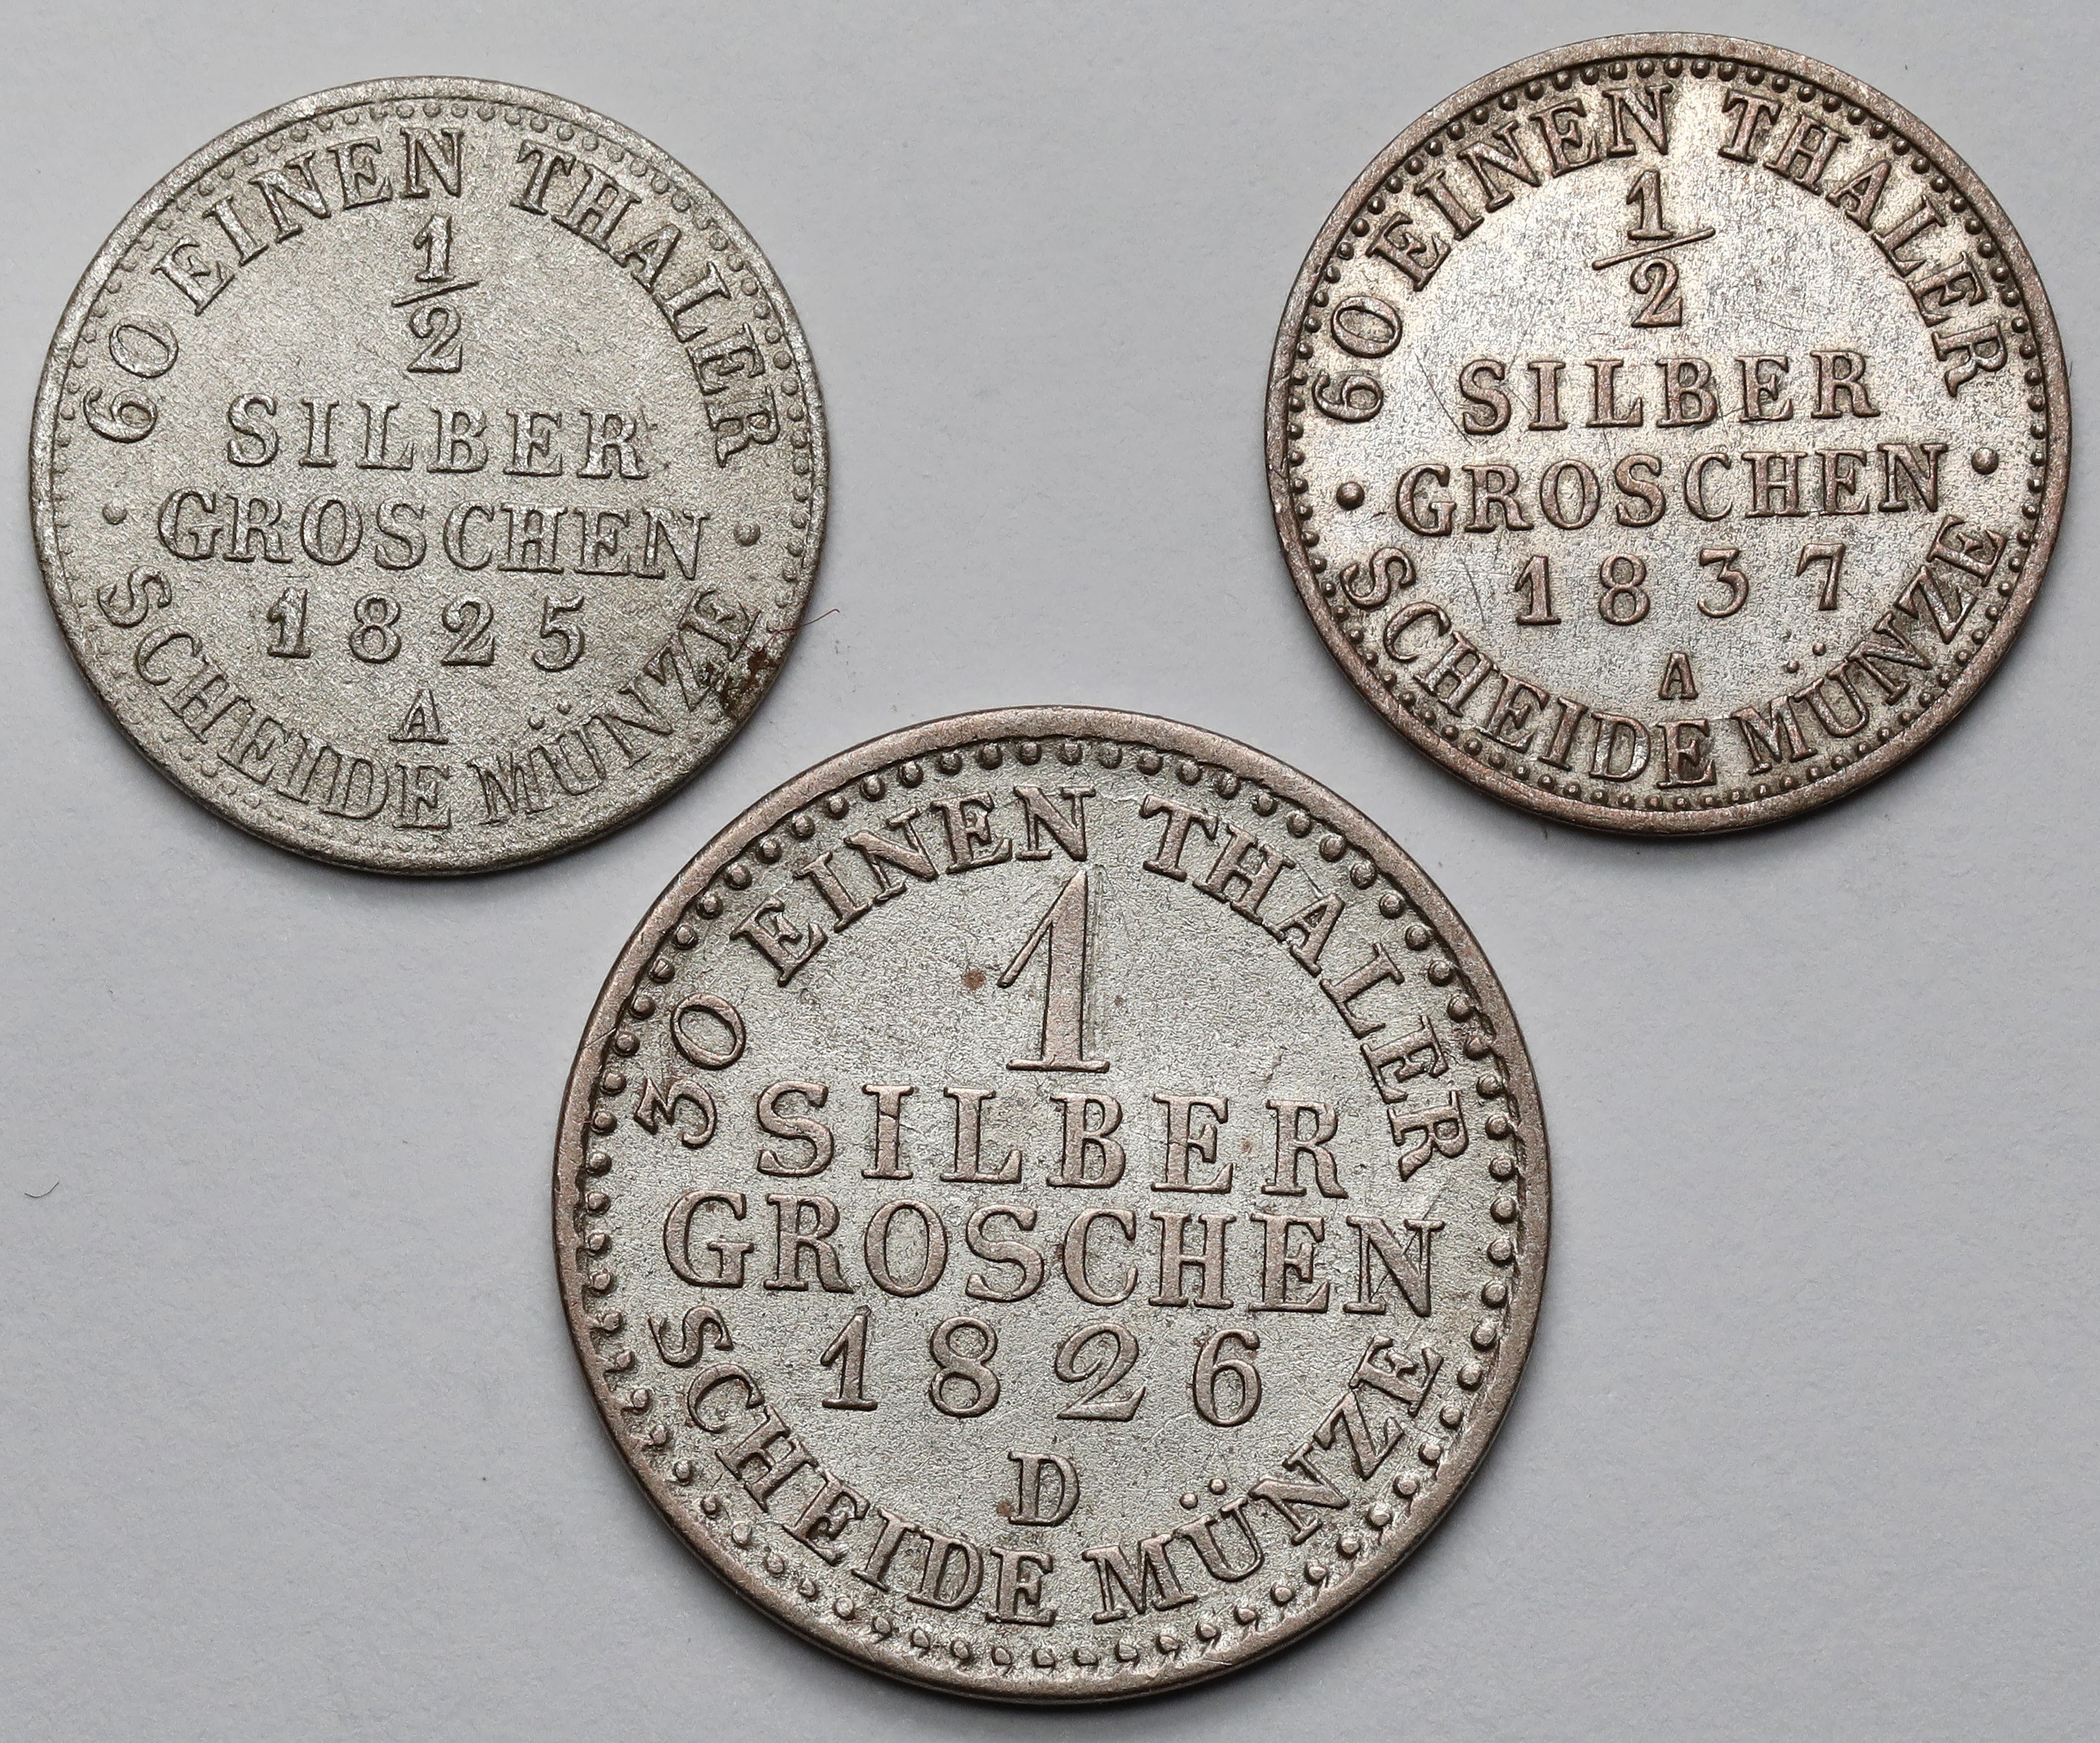 60 EINEN THALER
1/2
SILBER
GROSCHEN
1825
A
SCHEIDE MÜNZE
60 EINEN THALER
1/2
SILBER
GROSCHEN
1837
A
SCHEIDE MÜNZE
30 EINEN THALER
1
SILBER
GROSCHEN
1826
D
SCHEIDE MÜNZE